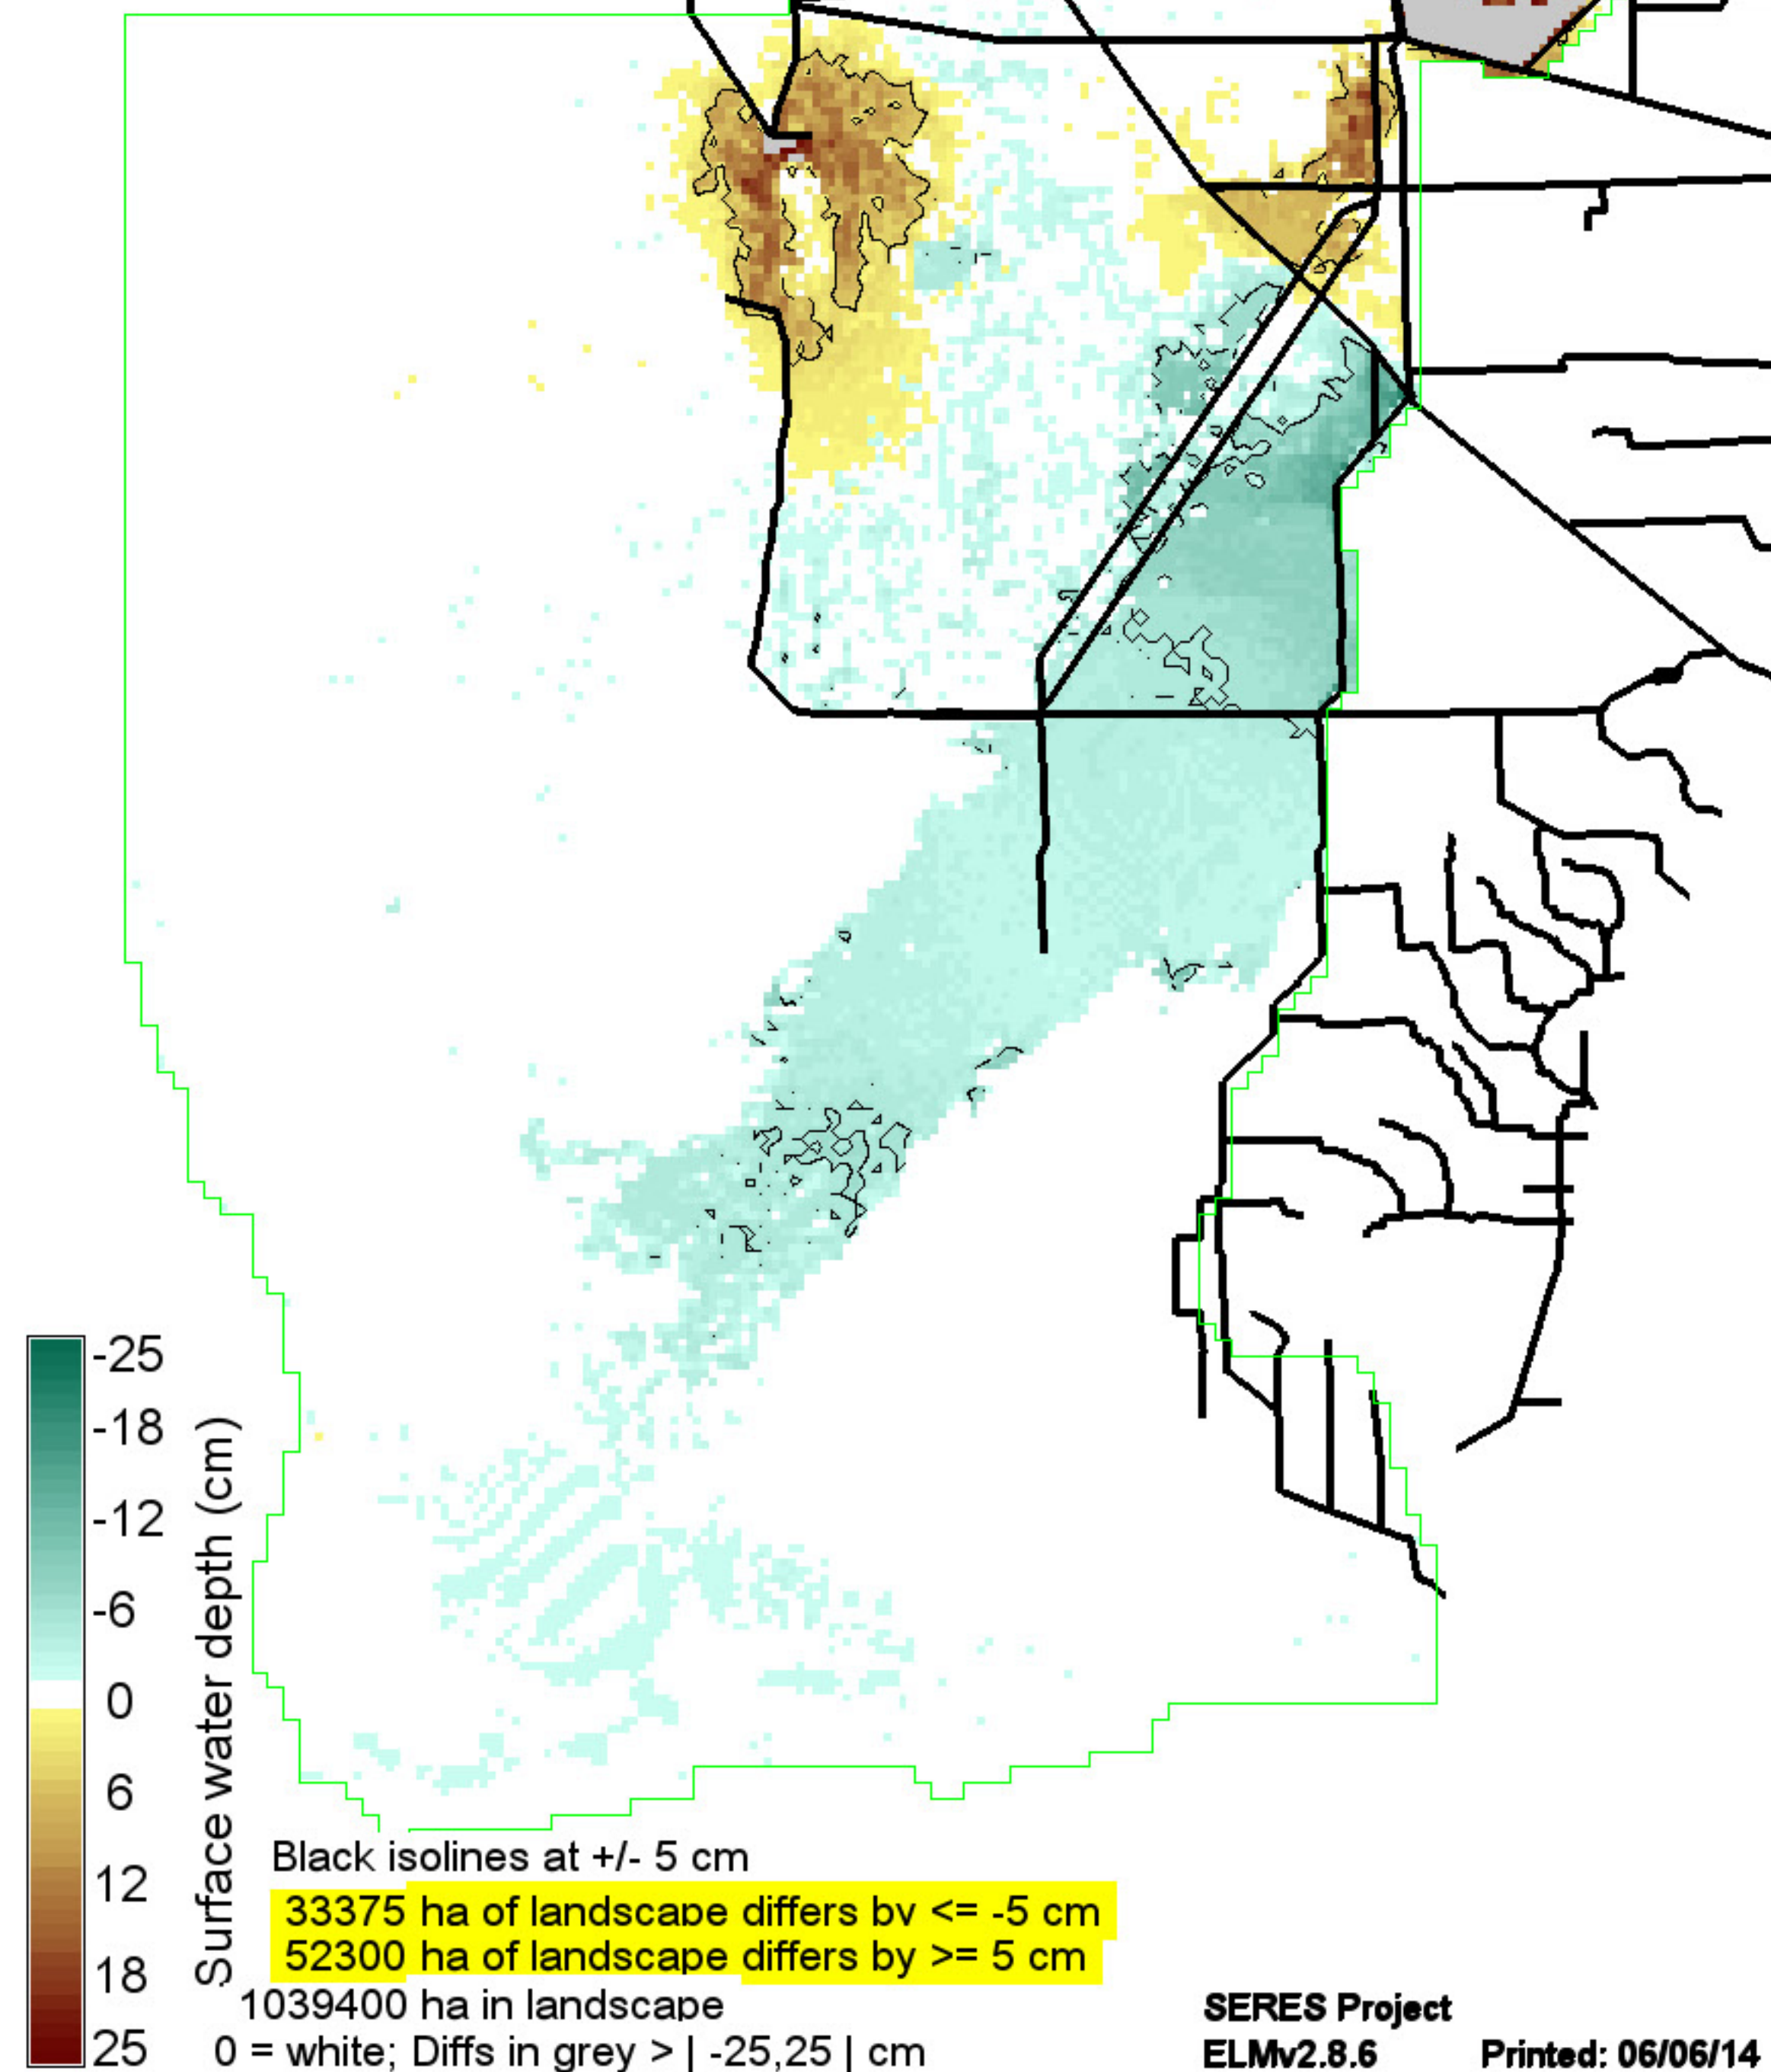 -25
-18
-12
-6
0
6
12
18
25
Surface water depth (cm)
Black isolines at +/- 5 cm
33375 ha of landscape differs by <= -5 cm
52300 ha of landscape differs by >= 5 cm
1039400 ha in landscape
0 = white; Diffs in grey > | -25,25 | cm
SERES Project
ELMv2.8.6 Printed: 06/06/14